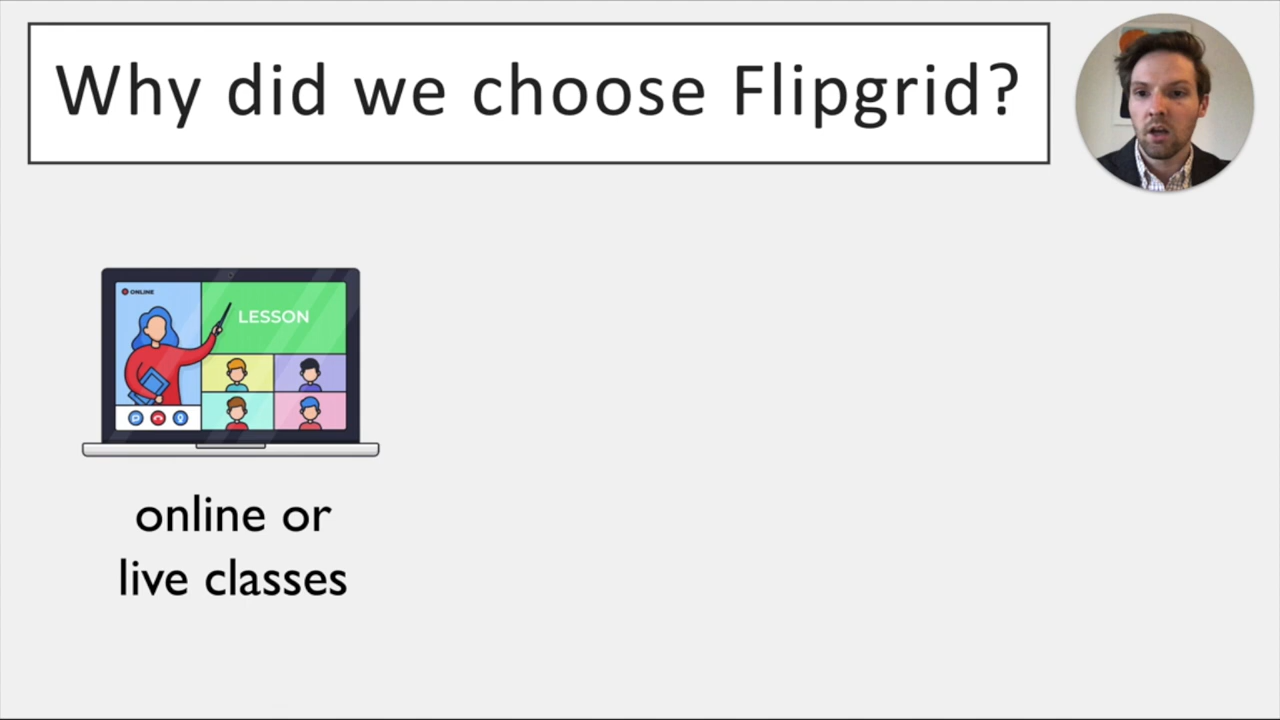 Why did we choose Flipgrid?
ONLINE
LESSON
online or
live classes